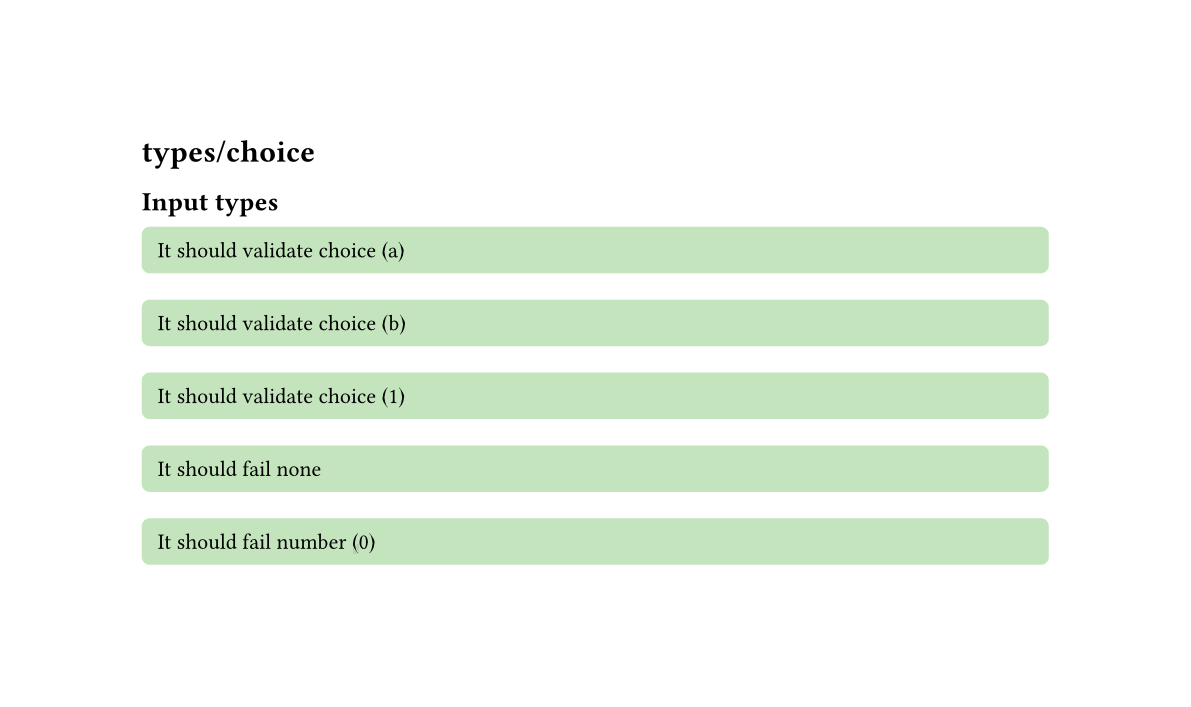 types/choice
Input types
It should validate choice (a)
It should validate choice (b)
It should validate choice (1)
It should fail none
It should fail number (0)